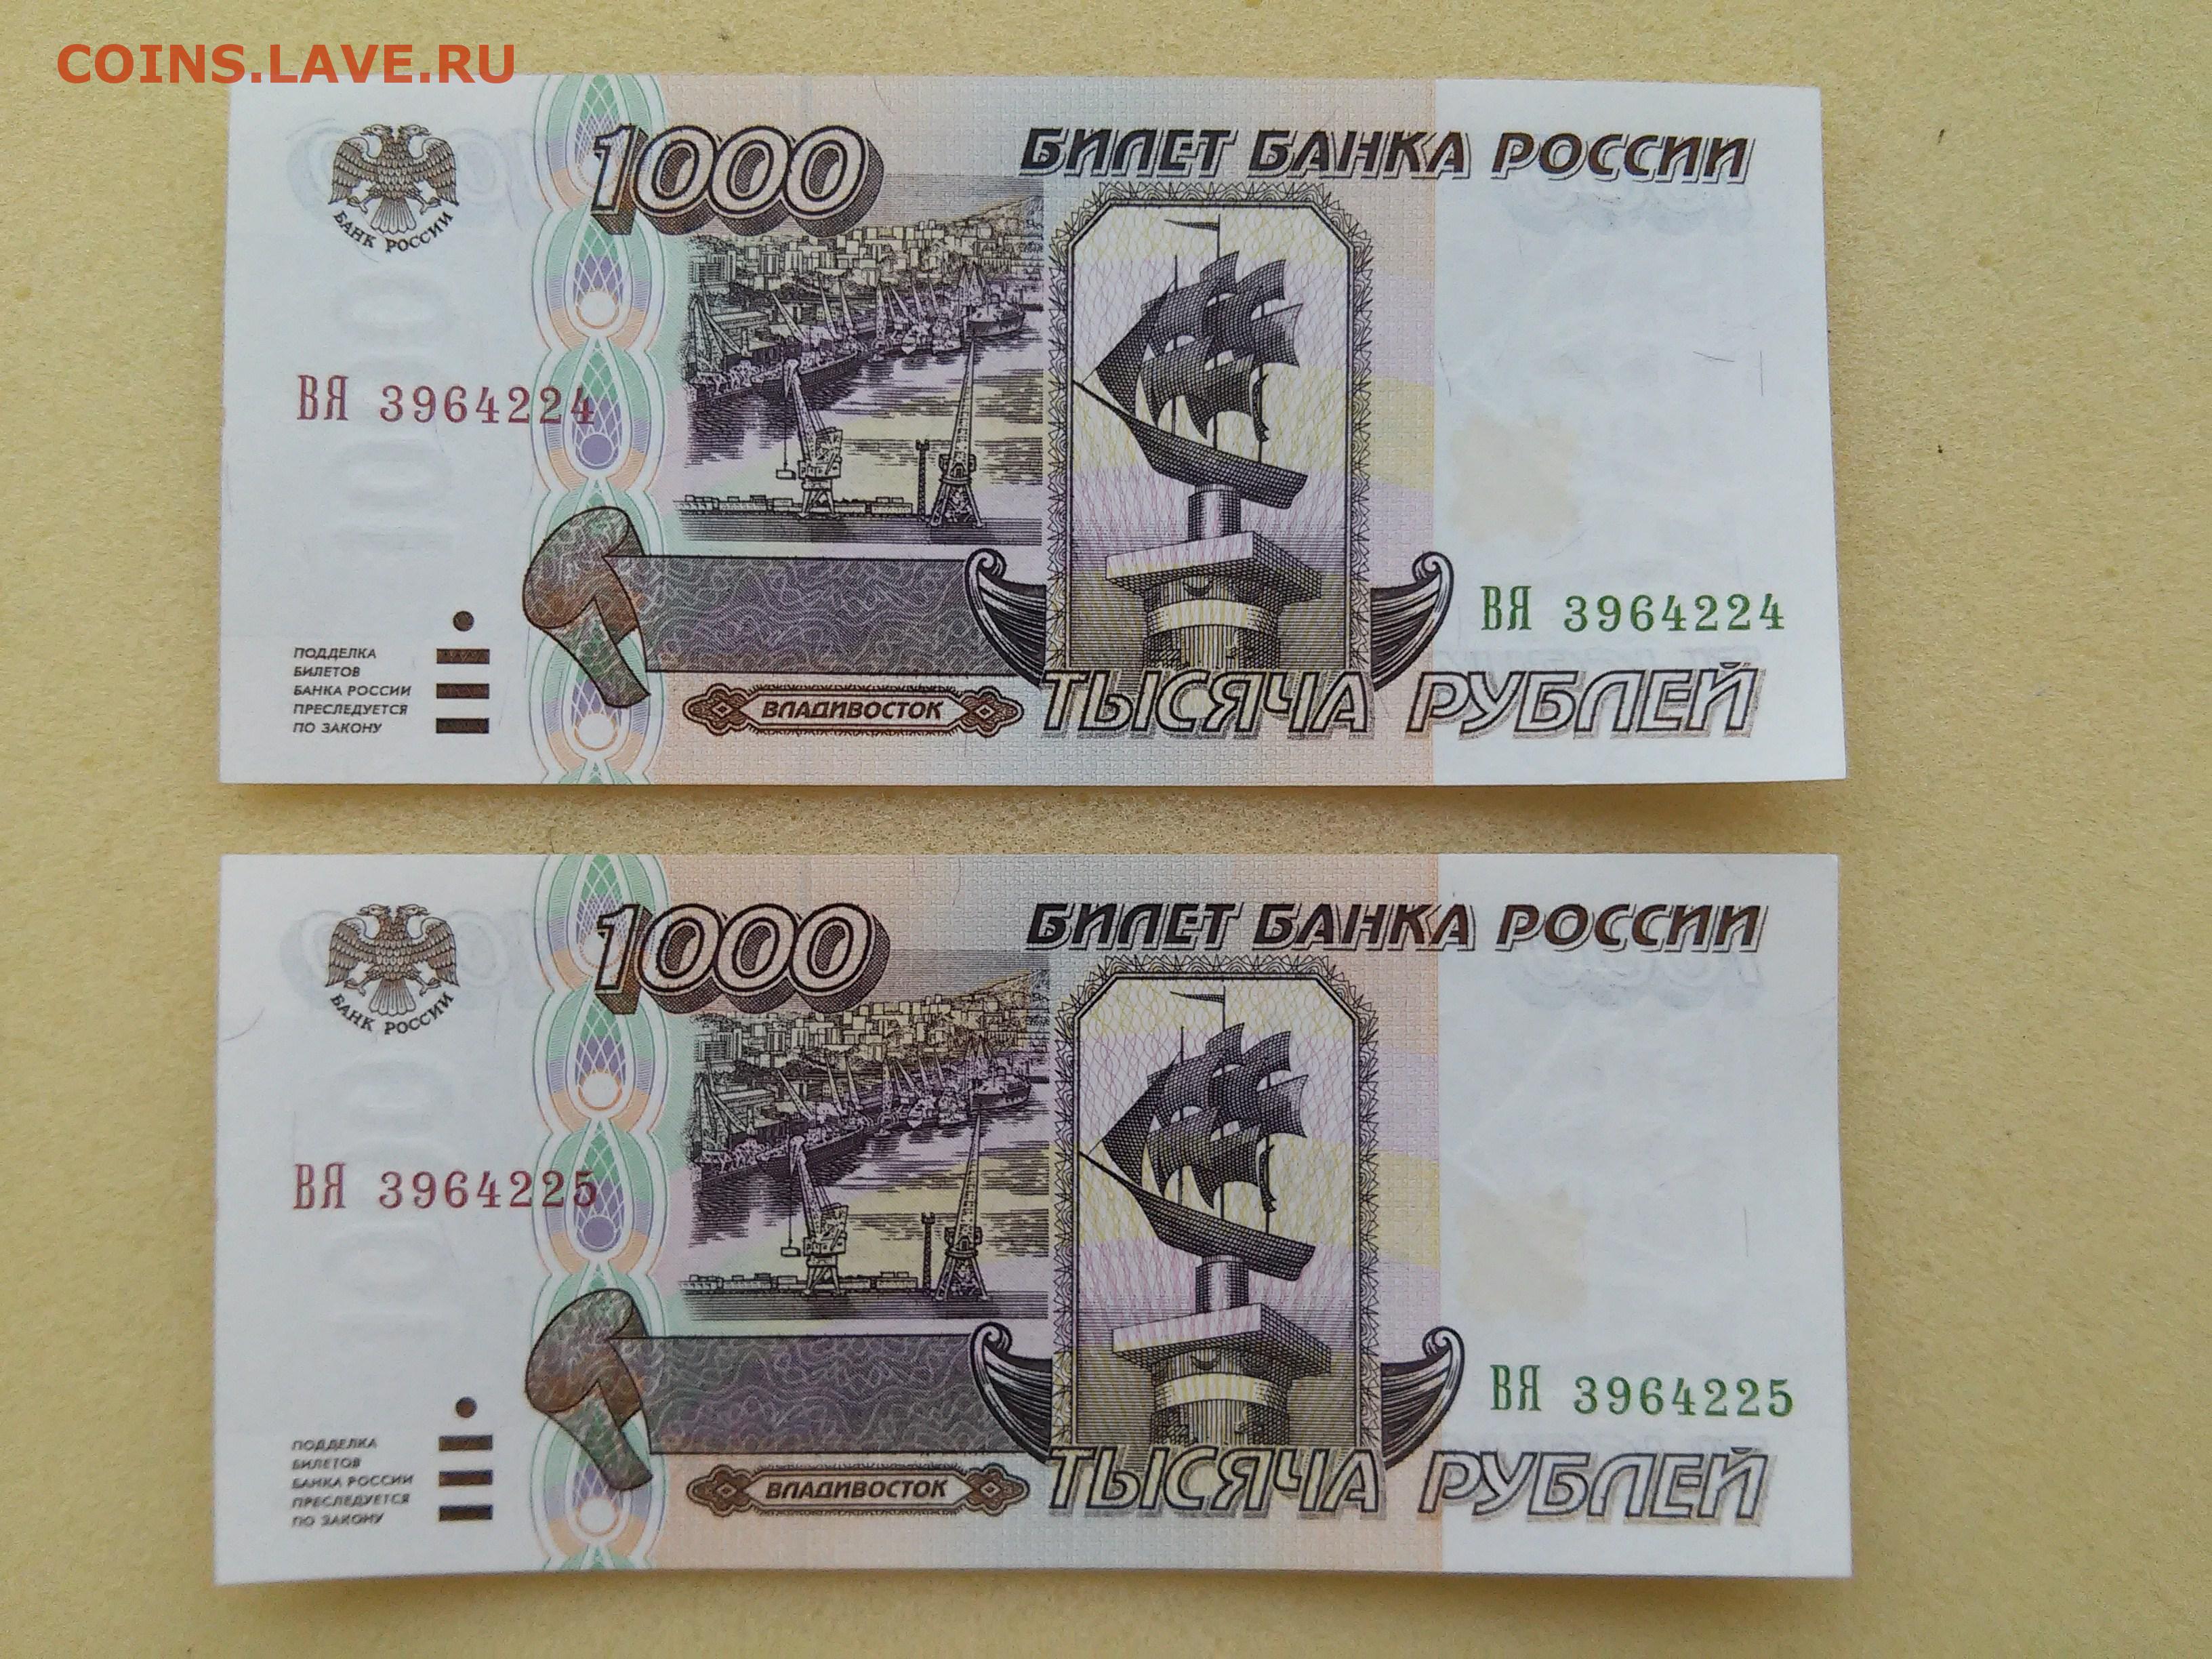 COINS.LAVE.RU
1000
БИЛЕТ БАНКА РОССИИ
БАНК РОССИИ
1000
ВЯ 3964224
ВЯ 3964224
ПОДДЕЛКА
БИЛЕТОВ
БАНКА РОССИИ
ПРЕСЛЕДУЕТСЯ
ПО ЗАКОНУ
ВЛАДИВОСТОК
ТЫСЯЧА РУБЛЕЙ
1000
БИЛЕТ БАНКА РОССИИ
БАНК РОССИИ
1000
ВЯ 3964225
ВЯ 3964225
ПОДДЕЛКА
БИЛЕТОВ
БАНКА РОССИИ
ПРЕСЛЕДУЕТСЯ
ПО ЗАКОНУ
ВЛАДИВОСТОК
ТЫСЯЧА РУБЛЕЙ